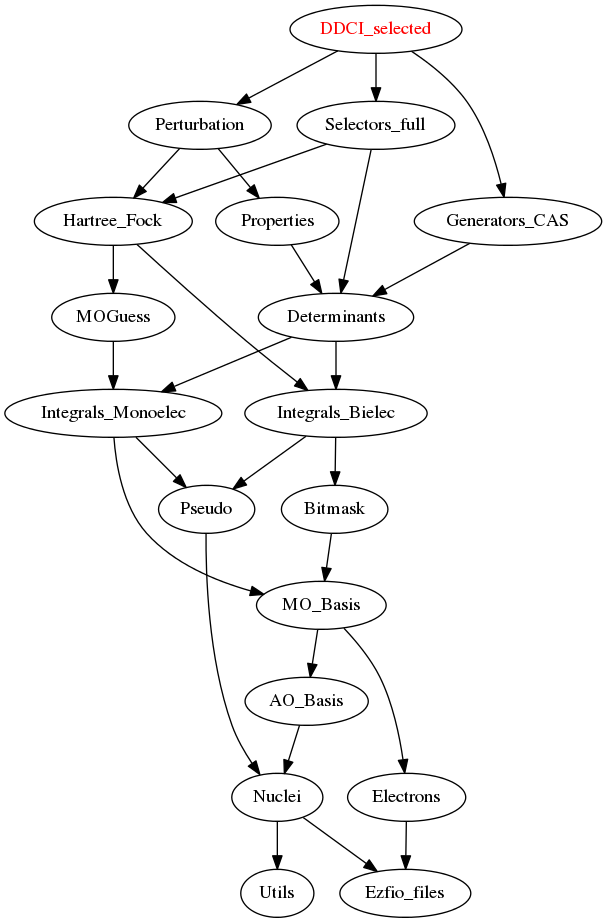 DDCI_selected
Perturbation
Selectors_full
Hartree_Fock
Properties
Generators_CAS
MOGuess
Determinants
Integrals_Monoelec
Integrals_Bielec
Pseudo
Bitmask
MO_Basis
AO_Basis
Nuclei
Electrons
Utils
Ezfio_files